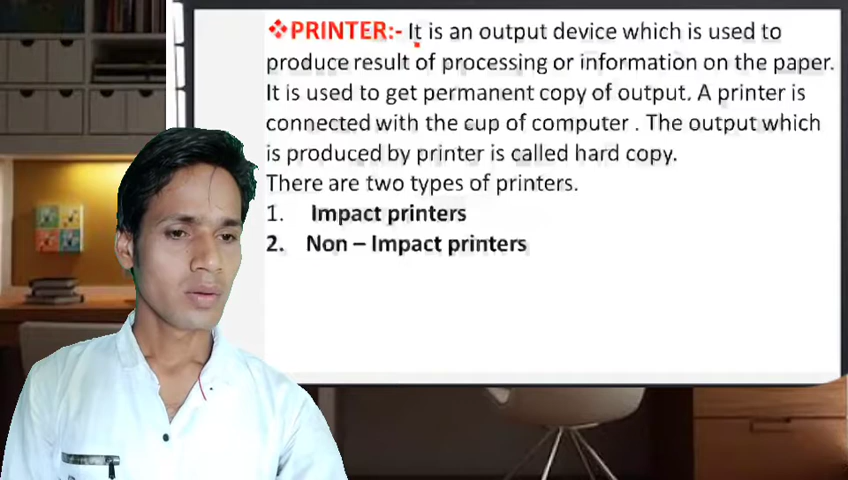 ❖PRINTER:- It is an output device which is used to
produce result of processing or information on the paper.
It is used to get permanent copy of output. A printer is
connected with the cup of computer . The output which
is produced by printer is called hard copy.
There are two types of printers.
1. Impact printers
2. Non – Impact printers